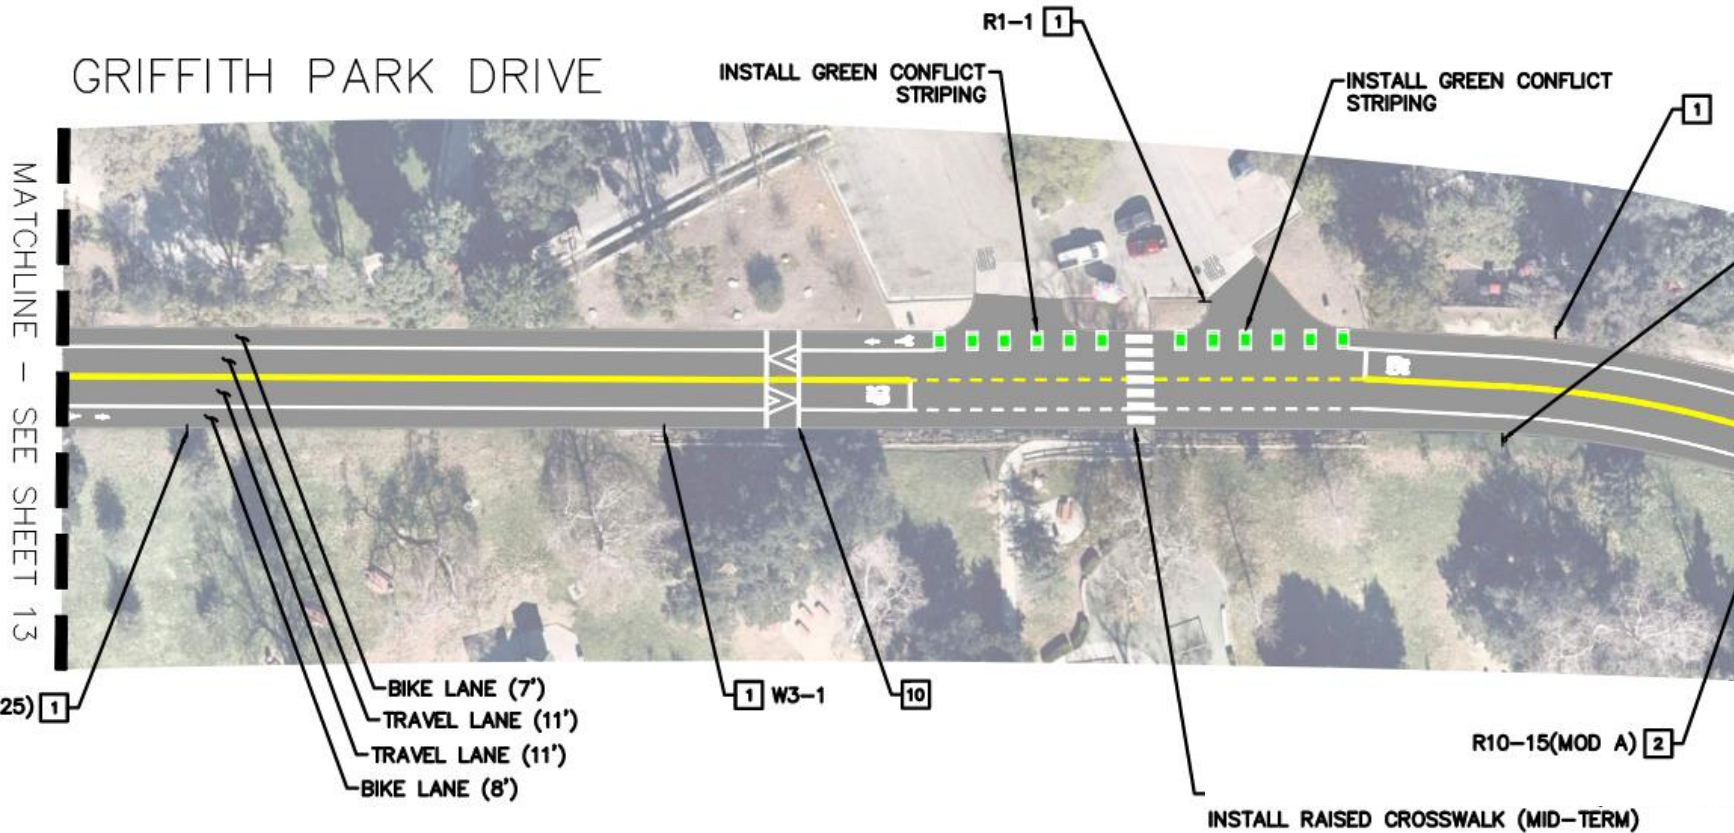 R1-1 1
GRIFFITH PARK DRIVE
INSTALL GREEN CONFLICT
STRIPING
INSTALL GREEN CONFLICT
STRIPING
1
MATCHLINE - SEE SHEET 13
25) 1
BIKE LANE (7')
TRAVEL LANE (11')
TRAVEL LANE (11')
BIKE LANE (8')
1 W3-1
10
R10-15(MOD A) 2
INSTALL RAISED CROSSWALK (MID-TERM)